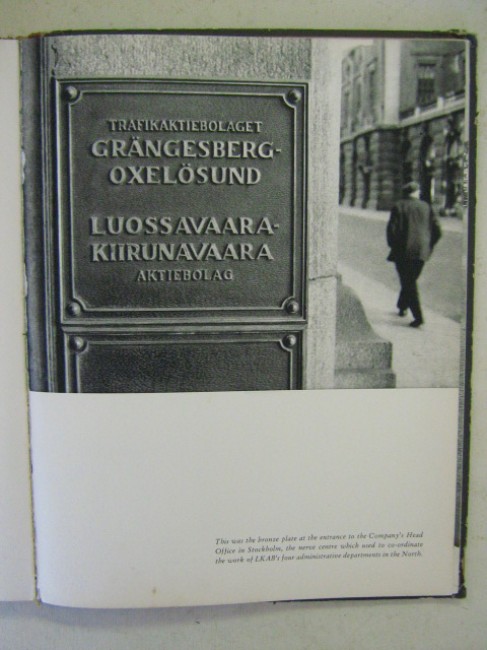 TRAFIKAKTIEBOLAGET
GRÄNGESBERG-
OXELÖSUND
LUOSSAVAARA-
KIIRUNAVAARA
AKTIEBOLAG
This was the bronze plate at the entrance to the Company's Head
Office in Stockholm, the nerve centre which used to co-ordinate
the work of LKAB's four administrative departments in the North.